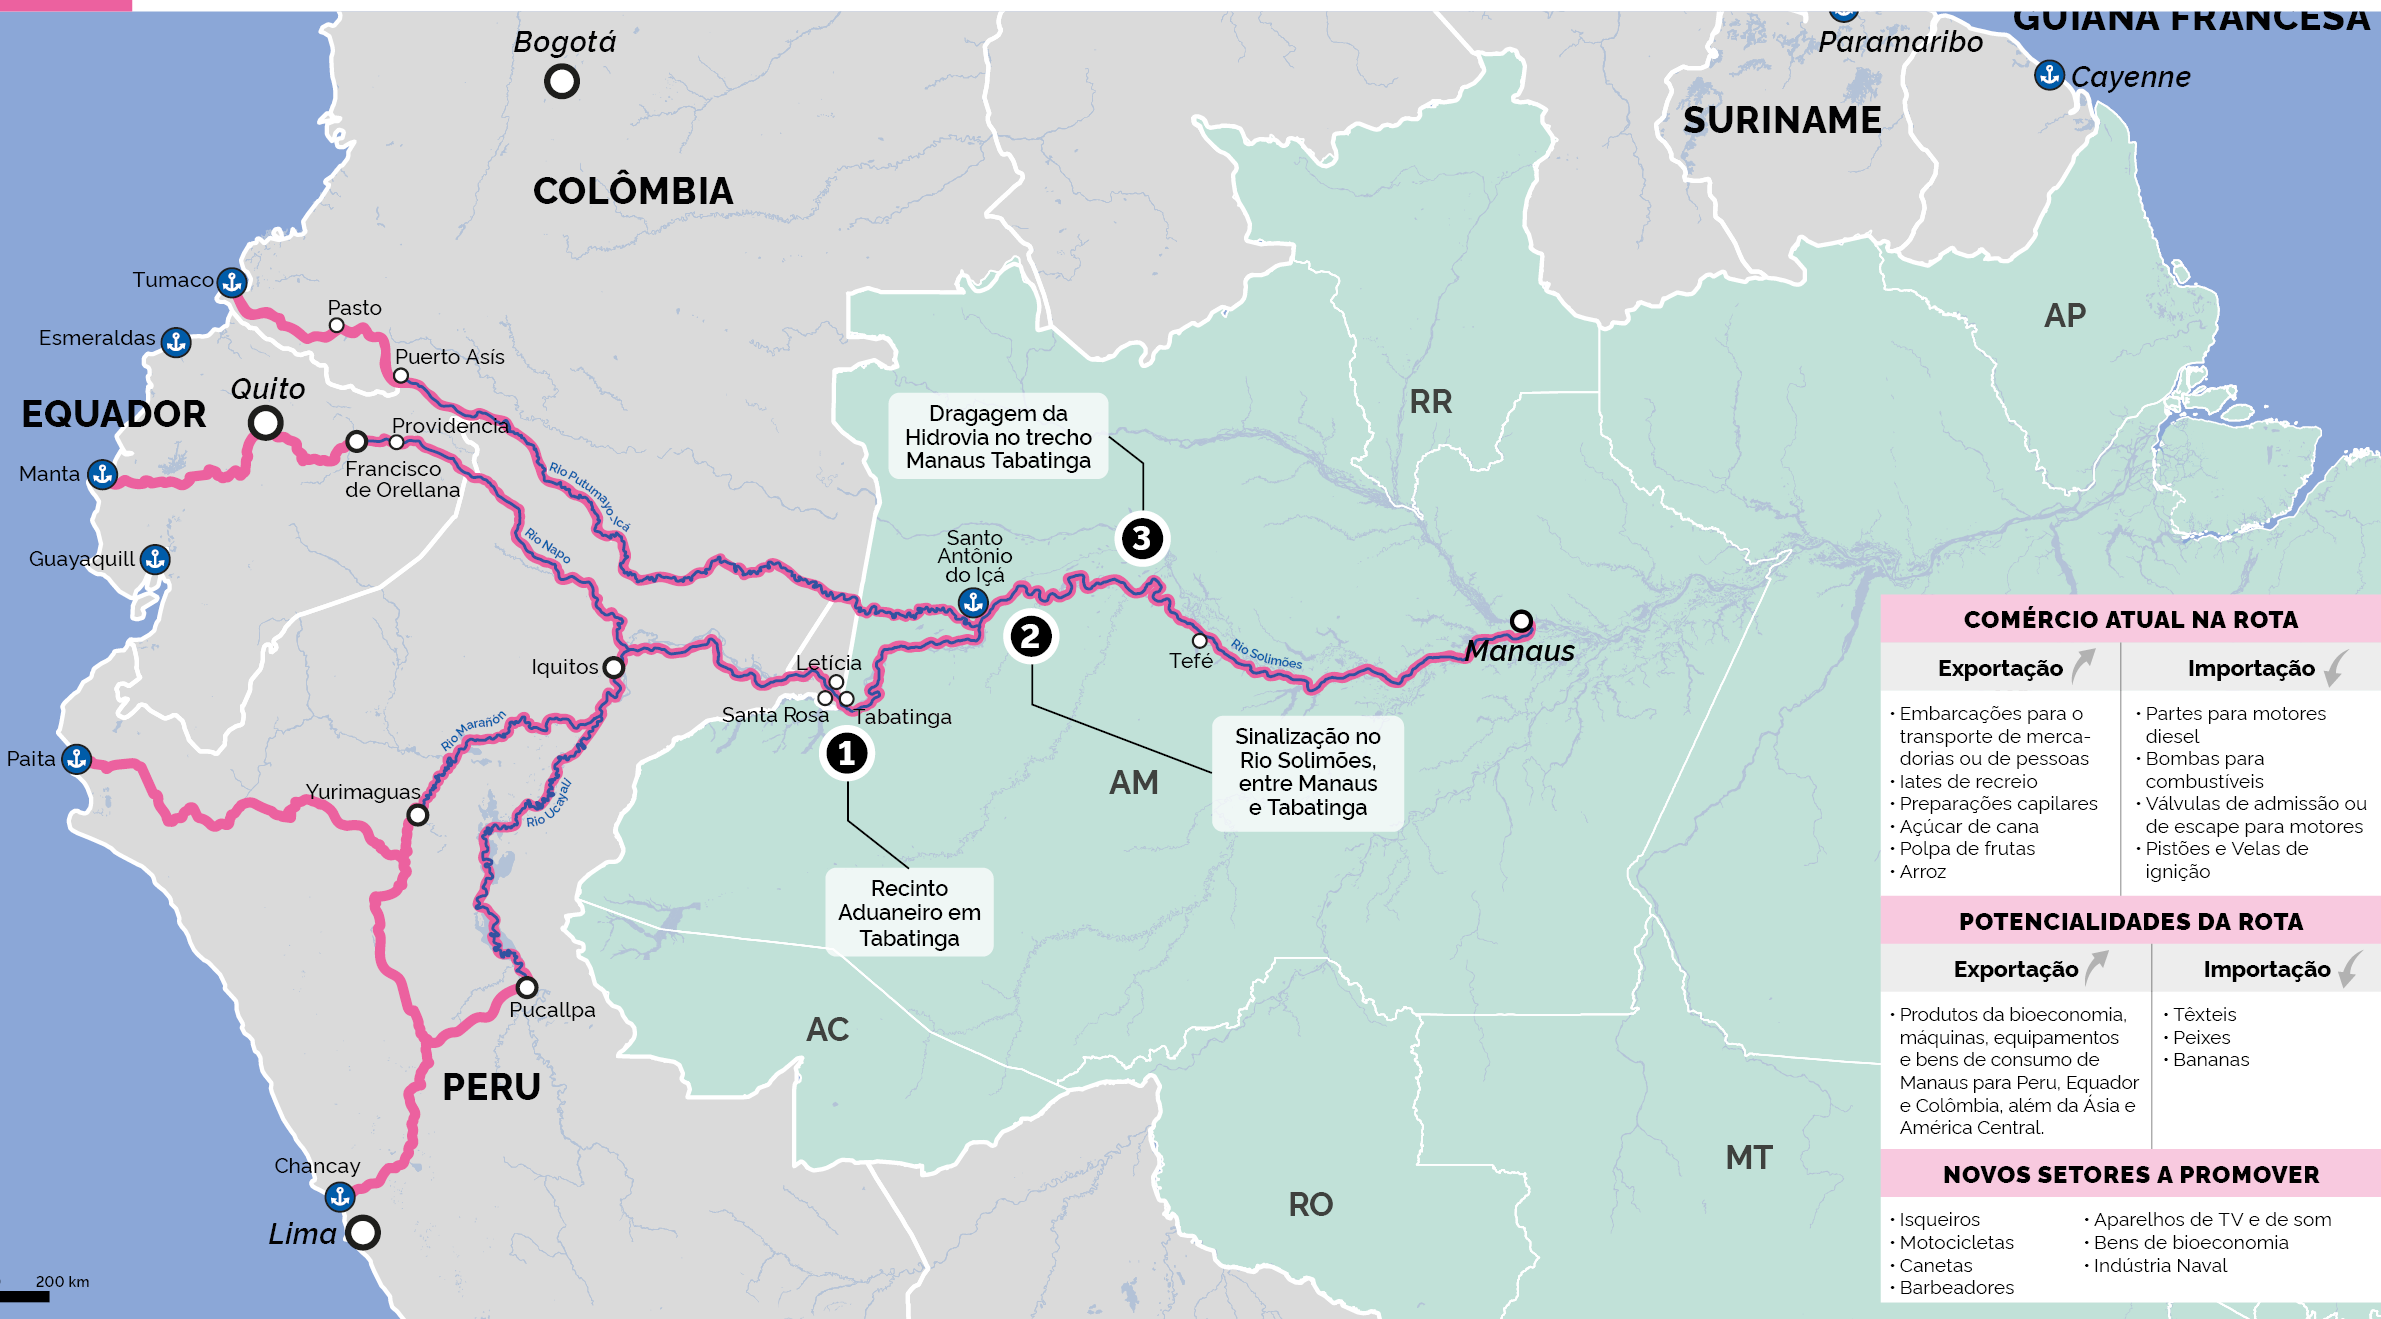 GUIANA FRANCESA
Bogotá
Paramaribo
Cayenne
SURINAME
COLÔMBIA
Tumaco
Pasto
Esmeraldas
Puerto Asís
AP
Quito
EQUADOR
RR
Providencia
Dragagem da
Hidrovia no trecho
Manaus Tabatinga
Manta
Francisco
de Orellana
Rio Putumayo_Içá
3
Rio Napo
Guayaquill
Santo
Antônio
do Içá
2
Manaus
Tefé
Rio Solimões
Iquitos
Letícia
Santa Rosa
Tabatinga
Rio Marañón
1
Paita
Yurimaguas
Rio Ucayali
AM
Sinalização no
Rio Solimões,
entre Manaus
e Tabatinga
Recinto
Aduaneiro em
Tabatinga
Pucallpa
AC
PERU
MT
RO
Chancay
Lima
200 km
COMÉRCIO ATUAL NA ROTA
Exportação
• Embarcações para o
transporte de merca-
dorias ou de pessoas
• Iates de recreio
• Preparações capilares
• Açúcar de cana
• Polpa de frutas
• Arroz
Importação
• Partes para motores
diesel
• Bombas para
combustíveis
• Válvulas de admissão ou
de escape para motores
• Pistões e Velas de
ignição
POTENCIALIDADES DA ROTA
Exportação
• Produtos da bioeconomia,
máquinas, equipamentos
e bens de consumo de
Manaus para Peru, Equador
e Colômbia, além da Ásia e
América Central.
Importação
• Têxteis
• Peixes
• Bananas
NOVOS SETORES A PROMOVER
• Isqueiros
• Motocicletas
• Canetas
• Barbeadores
• Aparelhos de TV e de som
• Bens de bioeconomia
• Indústria Naval